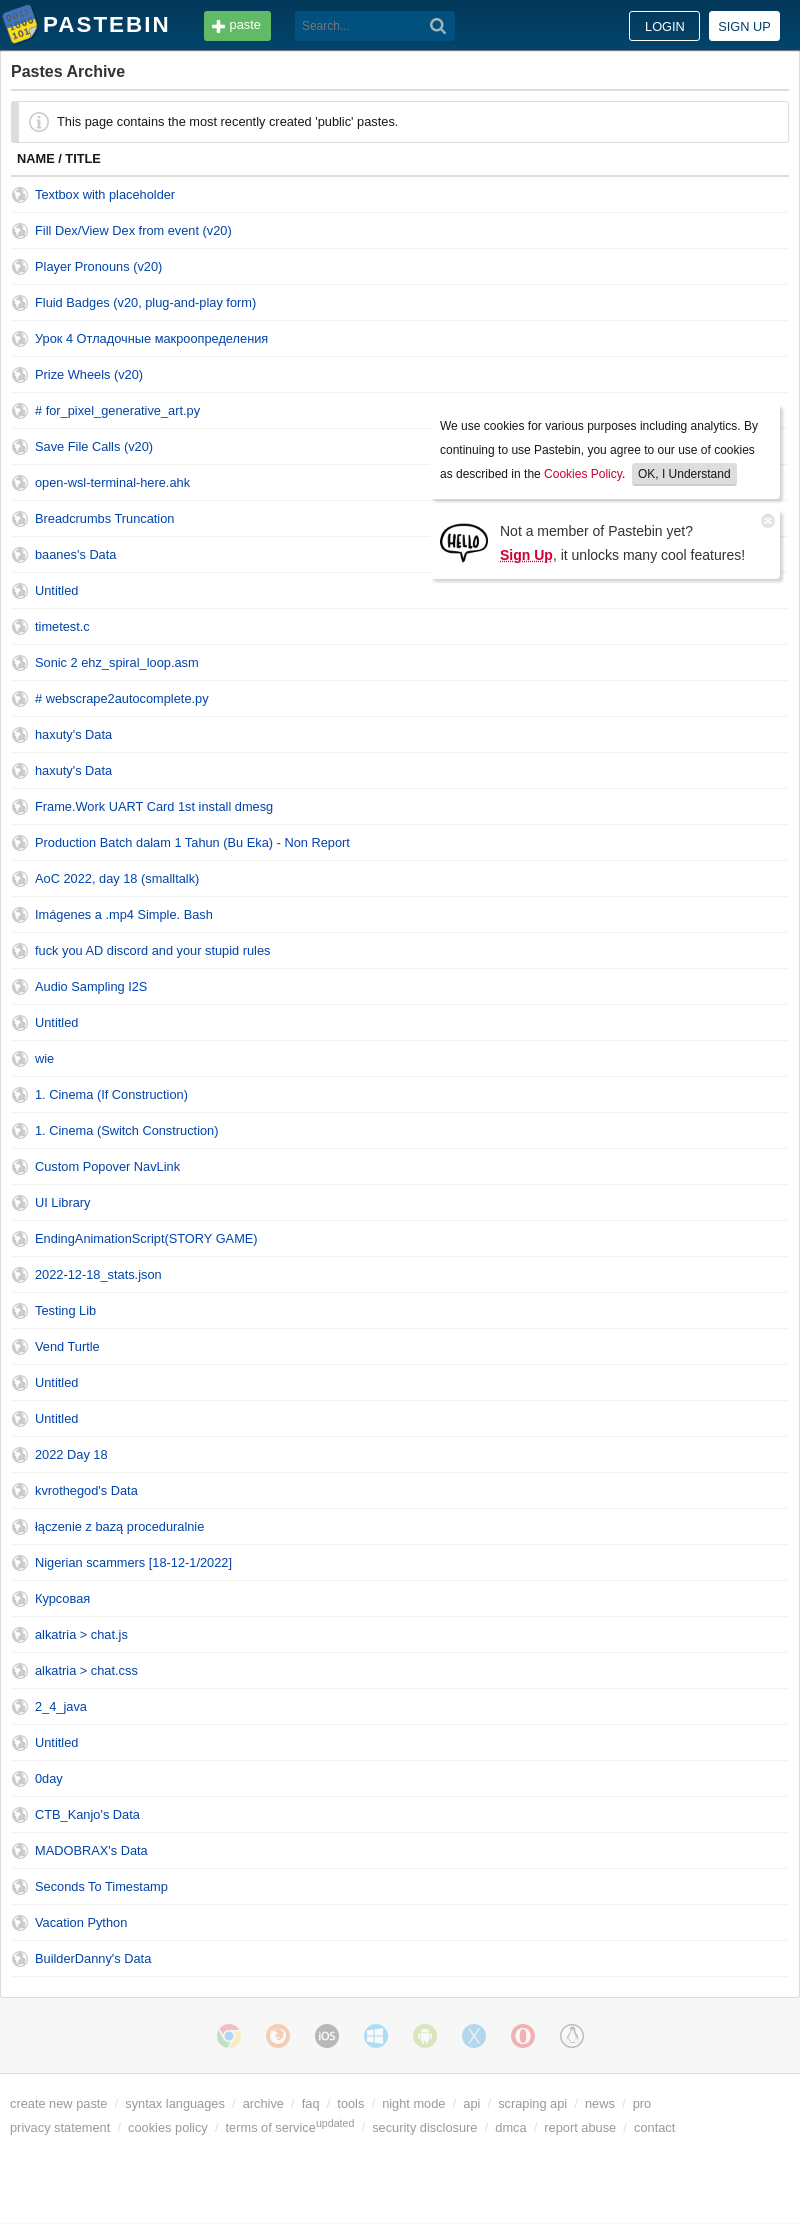 PASTEBIN
paste
Search...
LOGIN
SIGN UP
Pastes Archive
This page contains the most recently created 'public' pastes.
NAME / TITLE
Textbox with placeholder
Fill Dex/View Dex from event (v20)
Player Pronouns (v20)
Fluid Badges (v20, plug-and-play form)
Урок 4 Отладочные макроопределения
Prize Wheels (v20)
# for_pixel_generative_art.py
Save File Calls (v20)
open-wsl-terminal-here.ahk
Breadcrumbs Truncation
baanes's Data
Untitled
timetest.c
Sonic 2 ehz_spiral_loop.asm
# webscrape2autocomplete.py
haxuty's Data
haxuty's Data
Frame.Work UART Card 1st install dmesg
Production Batch dalam 1 Tahun (Bu Eka) - Non Report
AoC 2022, day 18 (smalltalk)
Imágenes a .mp4 Simple. Bash
fuck you AD discord and your stupid rules
Audio Sampling I2S
Untitled
wie
1. Cinema (If Construction)
1. Cinema (Switch Construction)
Custom Popover NavLink
UI Library
EndingAnimationScript(STORY GAME)
2022-12-18_stats.json
Testing Lib
Vend Turtle
Untitled
Untitled
2022 Day 18
kvrothegod's Data
łączenie z bazą proceduralnie
Nigerian scammers [18-12-1/2022]
Курсовая
alkatria > chat.js
alkatria > chat.css
2_4_java
Untitled
0day
CTB_Kanjo's Data
MADOBRAX's Data
Seconds To Timestamp
Vacation Python
BuilderDanny's Data
We use cookies for various purposes including analytics. By
continuing to use Pastebin, you agree to our use of cookies
as described in the Cookies Policy. OK, I Understand
HELLO
Not a member of Pastebin yet?
Sign Up, it unlocks many cool features!
iOS
create new paste / syntax languages / archive / faq / tools / night mode / api / scraping api / news / pro
privacy statement / cookies policy / terms of service updated / security disclosure / dmca / report abuse / contact